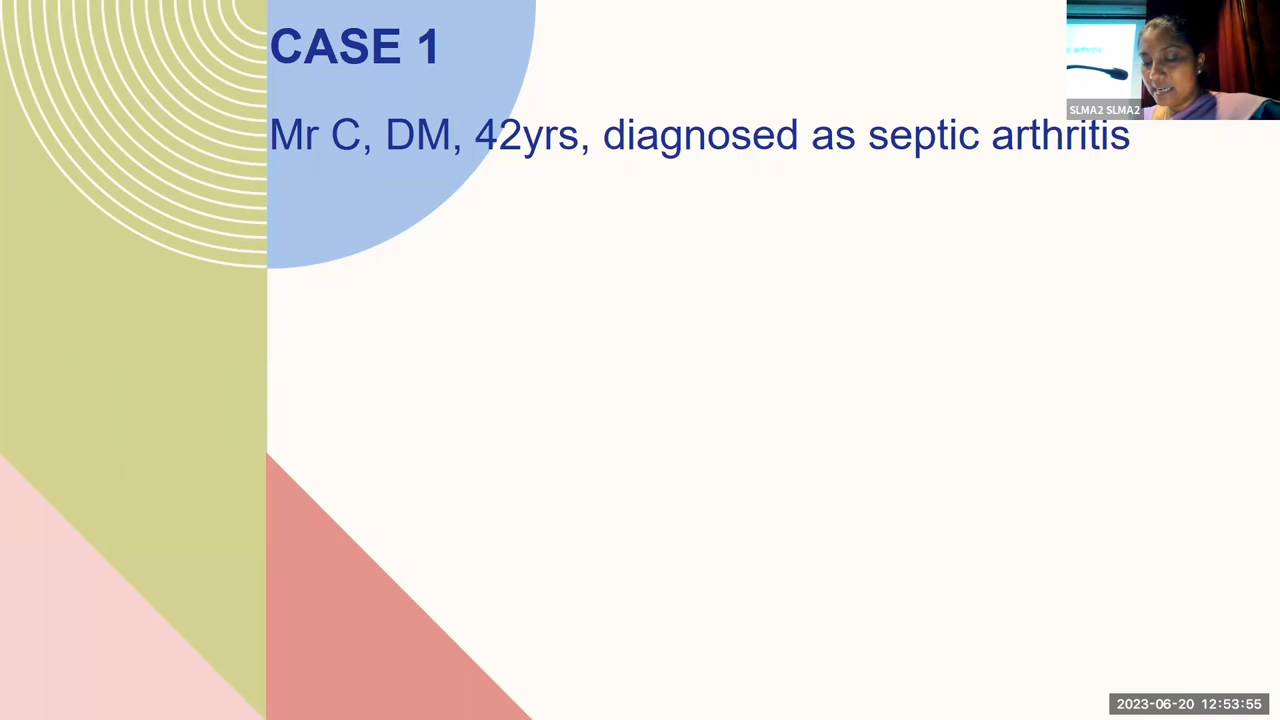 CASE 1
Mr C, DM, 42yrs, diagnosed as septic arthritis
SLMA2 SLMA2
2023-06-20 12:53:55